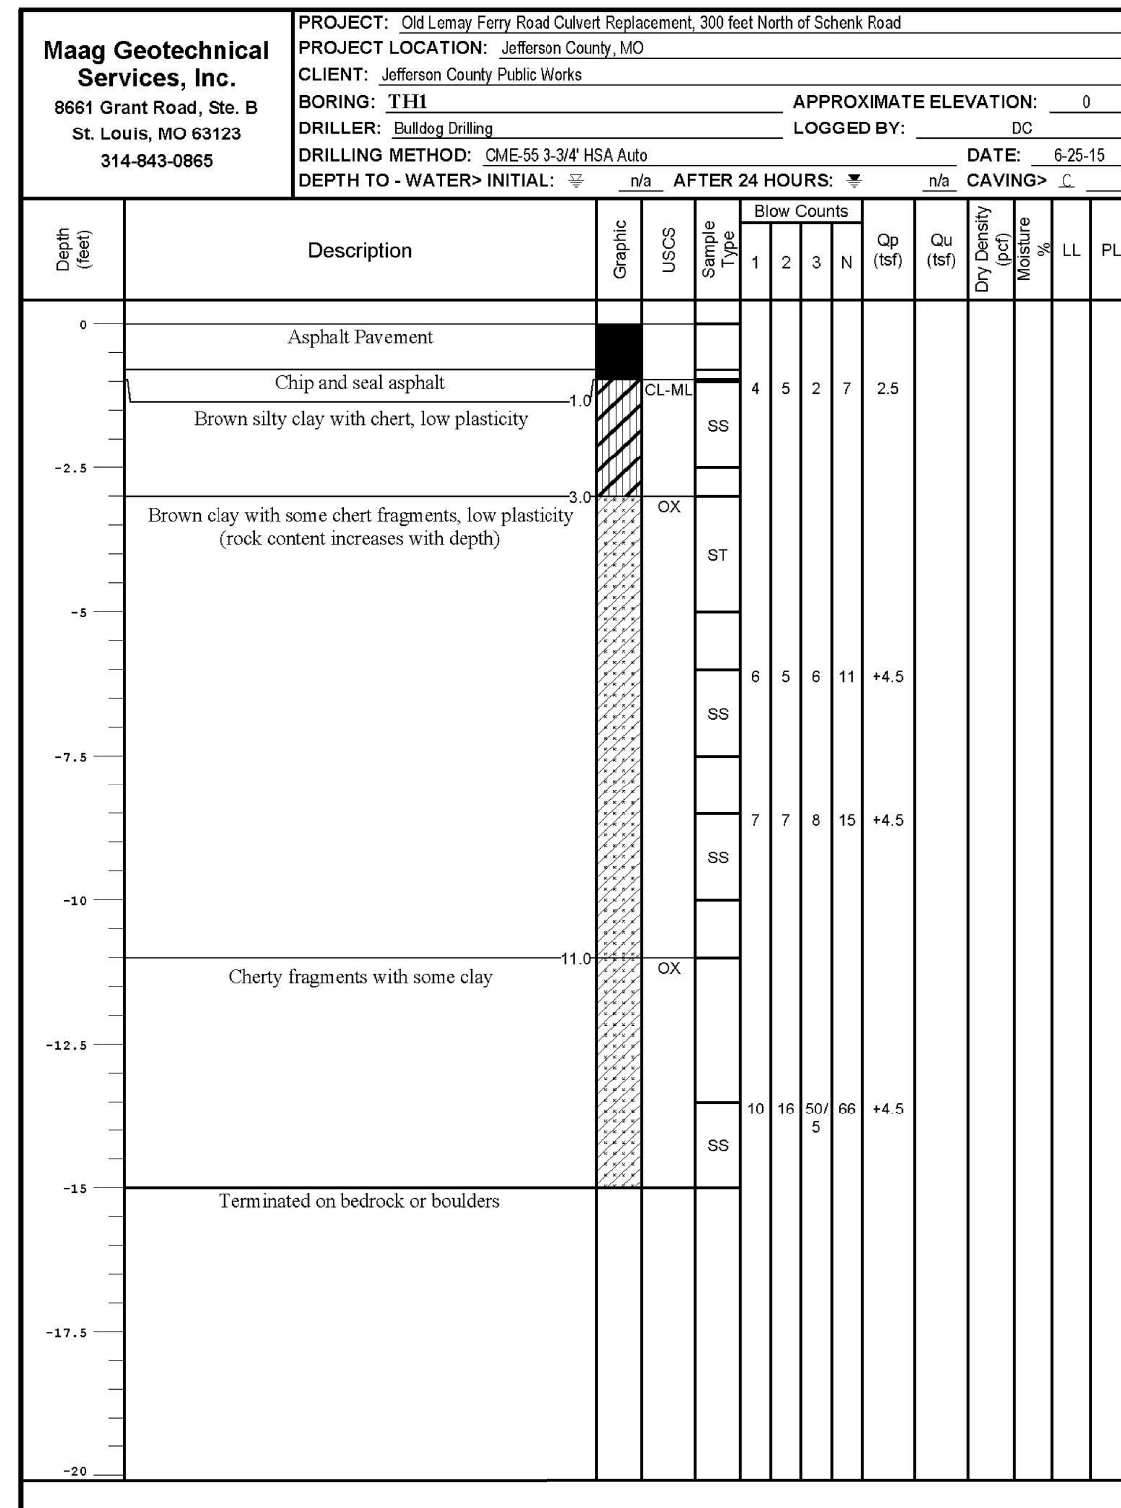 Maag Geotechnical
Services, Inc.
8661 Grant Road, Ste. B
St. Louis, MO 63123
314-843-0865
PROJECT: Old Lemay Ferry Road Culvert Replacement, 300 feet North of Schenk Road
PROJECT LOCATION: Jefferson County, MO
CLIENT: Jefferson County Public Works
BORING: TH1 APPROXIMATE ELEVATION: 0
DRILLER: Bulldog Drilling LOGGED BY: DC
DRILLING METHOD: CME-55 3-3/4' HSA Auto DATE: 6-25-15
DEPTH TO - WATER> INITIAL: n/a AFTER 24 HOURS: n/a CAVING> C
Depth
(feet)
Description
Graphic
USCS
Sample
Type
Blow Counts
1 2 3 N
Qp
(tsf)
Qu
(tsf)
Dry Density
(pcf)
Moisture
%
LL
PL
0
Asphalt Pavement
Chip and seal asphalt
CL-ML 4 5 2 7 2.5
1.0
Brown silty clay with chert, low plasticity
SS
-2.5
3.0
OX
Brown clay with some chert fragments, low plasticity
(rock content increases with depth)
ST
-5
6 5 6 11 +4.5
SS
-7.5
7 7 8 15 +4.5
SS
-10
11.0
OX
Cherty fragments with some clay
-12.5
10 16 50/ 66 +4.5
5
SS
-15
Terminated on bedrock or boulders
-17.5
-20